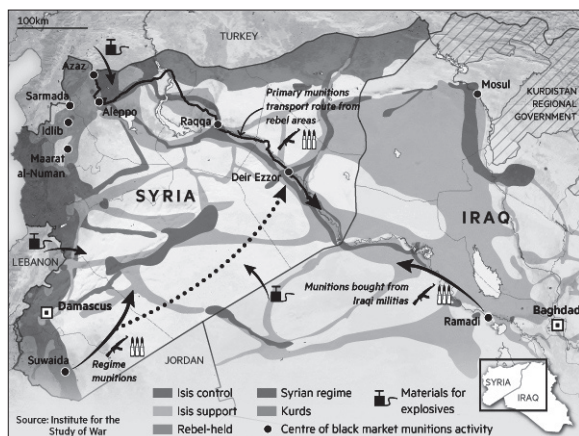 100km
TURKEY
Azaz
Sarmada
Aleppo
Idlib
Maarat
al-Numan
Raqqa
Primary munitions
transport route from
rebel areas
Mosul
KURDISTAN
REGIONAL
GOVERNMENT
Deir Ezzor
SYRIA
IRAQ
LEBANON
Damascus
Munitions bought from
Iraqi militias
Baghdad
Ramadi
Suwaida
Regime
munitions
JORDAN
SYRIA
IRAQ
Isis control
Isis support
Rebel-held
Syrian regime
Kurds
Materials for
explosives
Centre of black market munitions activity
Source: Institute for the
Study of War